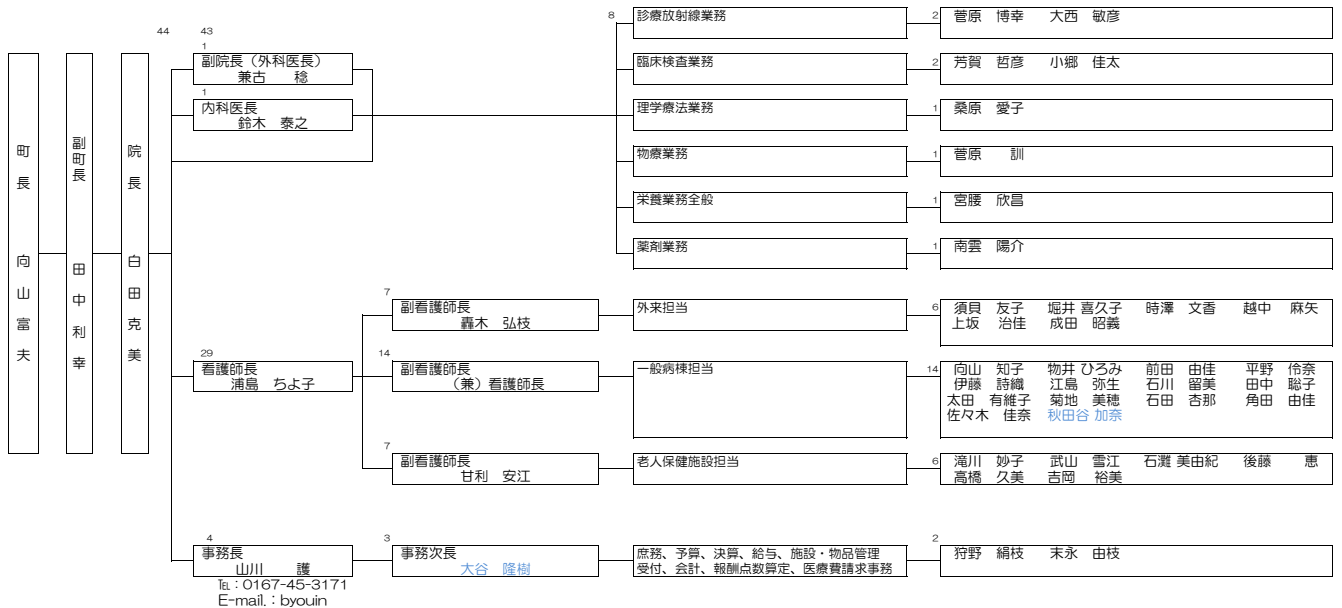 町長 向山富夫
副町長 田中利幸
院長 白田克美
44 43
1
副院長（外科医長）
兼古 稔
1
内科医長
鈴木 泰之
8
診療放射線業務
2
菅原 博幸 大西 敏彦
臨床検査業務
2
芳賀 哲彦 小郷 佳太
理学療法業務
1
桑原 愛子
物療業務
1
菅原 訓
栄養業務全般
1
宮腰 欣昌
薬剤業務
1
南雲 陽介
29
看護師長
浦島 ちよ子
7
副看護師長
轟木 弘枝
外来担当
6
須貝 友子 堀井 喜久子 時澤 文香 越中 麻矢
上坂 治佳 成田 昭義
14
副看護師長
（兼）看護師長
一般病棟担当
14
向山 知子 物井 ひろみ 前田 由佳 平野 伶奈
伊藤 詩織 江島 弥生 石川 留美 田中 聡子
太田 有維子 菊地 美穂 石田 杏那 角田 由佳
佐々木 佳奈 秋田谷 加奈
7
副看護師長
甘利 安江
老人保健施設担当
6
滝川 妙子 武山 雪江 石灘 美由紀 後藤 恵
高橋 久美 吉岡 裕美
4
事務長
山川 護
3
事務次長
大谷 隆樹
庶務、予算、決算、給与、施設・物品管理
受付、会計、報酬点数算定、医療費請求事務
2
狩野 絹枝 末永 由枝
℡：0167-45-3171
E-mail.：byouin